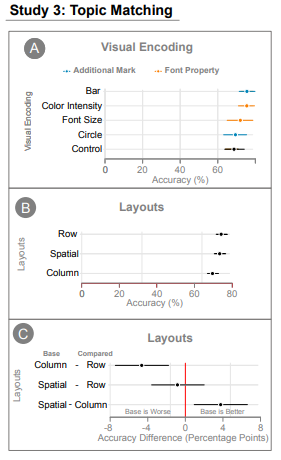 Study 3: Topic Matching
A
Visual Encoding
Additional Mark
Font Property
Visual Encoding
Bar
Color Intensity
Font Size
Circle
Control
0 20 40 60
Accuracy (%)
B
Layouts
Layouts
Row
Spatial
Column
0 20 40 60 80
Accuracy (%)
C
Layouts
Base Compared
Layouts
Column - Row
Spatial - Row
Spatial - Column
Base is Worse Base is Better
-8 -4 0 4 8
Accuracy Difference (Percentage Points)